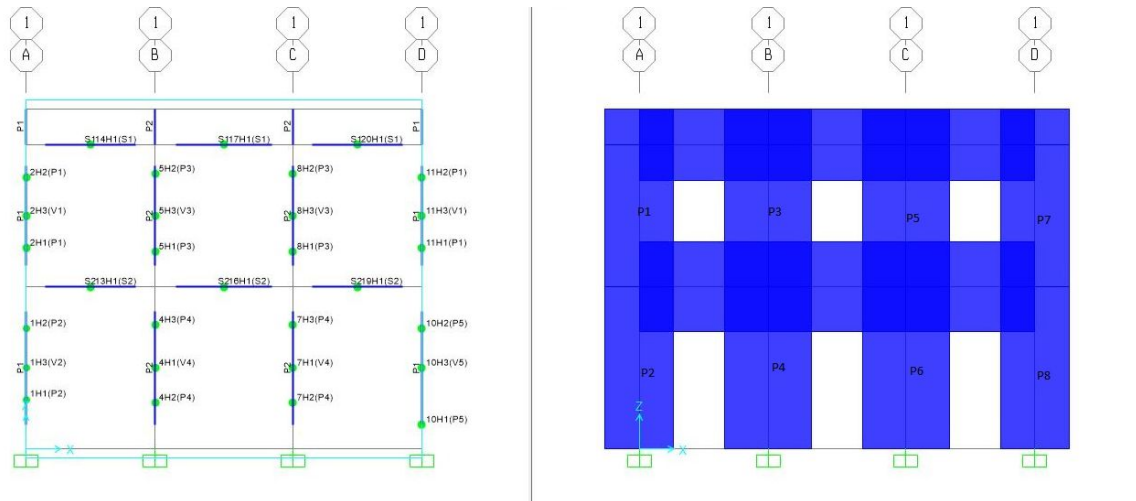 1 1 1 1 1 1 1 1
A B C D A B C D
P1 P2 P2 P1
S114H1(S1) S117H1(S1) S120H1(S1)
2H2(P1) 5H2(P3) 8H2(P3) 11H2(P1)
P1 2H3(V1) P2 5H3(V3) P2 8H3(V3) P1 11H3(V1)
2H1(P1) 5H1(P3) 8H1(P3) 11H1(P1)
S213H1(S2) S216H1(S2) S219H1(S2)
1H2(P2) 4H3(P4) 7H3(P4) 10H2(P5)
P1 1H3(V2) P2 4H1(V4) P2 7H1(V4) P1 10H3(V5)
1H1(P2) 4H2(P4) 7H2(P4) 10H1(P5)
X
P1 P3 P5 P7
P2 P4 P6 P8
Z
X